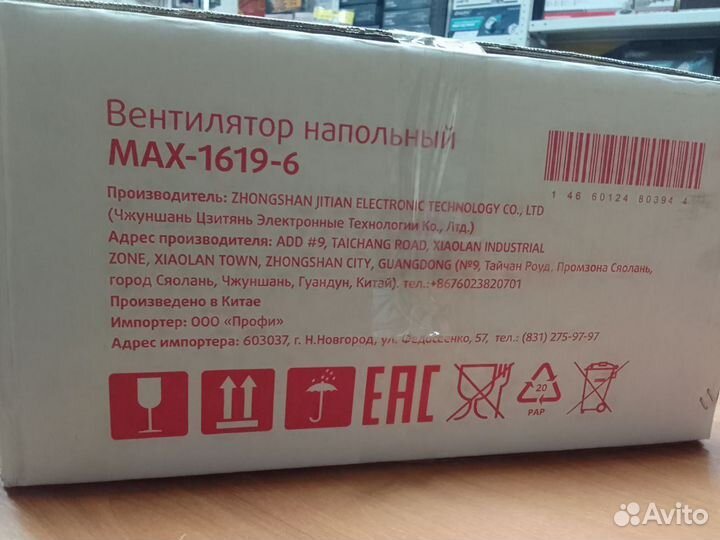 Вентилятор напольный
MAX-1619-6
1 46 60124 80394 4
Производитель: ZHONGSHAN JITIAN ELECTRONIC TECHNOLOGY CO., LTD
(Чжуншань Цзитянь Электронные Технологии Ко., Лтд.)
Адрес производителя: ADD #9, TAICHANG ROAD, XIAOLAN INDUSTRIAL
ZONE, XIAOLAN TOWN, ZHONGSHAN CITY, GUANGDONG (№9, Тайчан Роуд, Промзона Сяолань,
город Сяолань, Чжуншань, Гуандун, Китай). тел.:+8676023820701
Произведено в Китае
Импортер: ООО «Профи»
Адрес импортера: 603037, г. Н.Новгород, ул. Федосеенко, 57, тел.: (831) 275-97-97
EAC
20
PAP
Avito